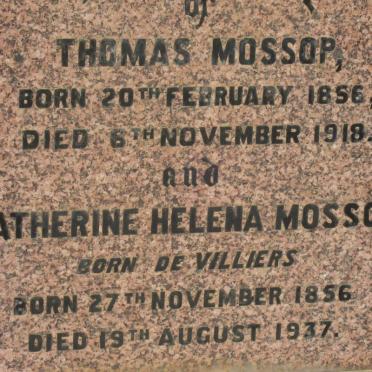 of
THOMAS MOSSOP,
BORN 20TH FEBRUARY 1856,
DIED 6TH NOVEMBER 1918.
and
ATHERINE HELENA MOSSO
BORN DE VILLIERS
BORN 27TH NOVEMBER 1856
DIED 19TH AUGUST 1937.